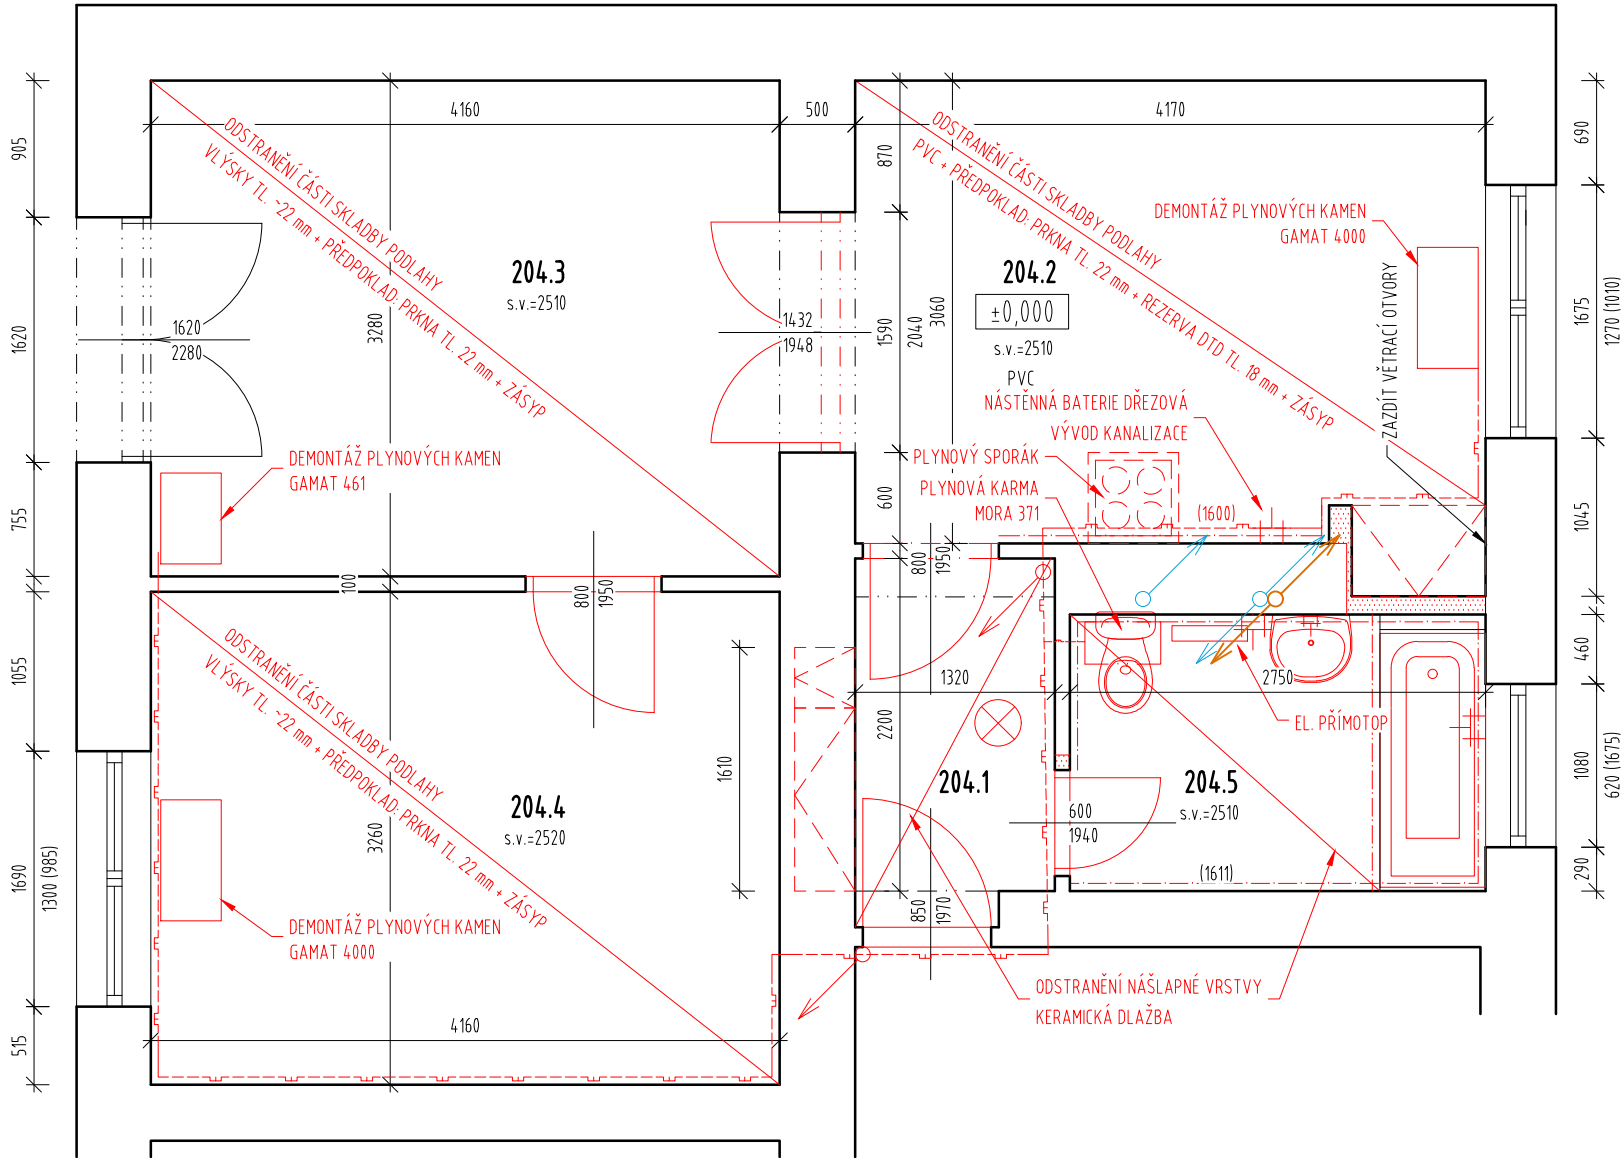 4160
500
4170
905
1620
755
1055
1690
1300 (985)
515
ODSTRANĚNÍ ČÁSTI SKLADBY PODLAHY
VLÝSKY TL. ~22 mm + PŘEDPOKLAD: PRKNA TL. 22 mm + ZÁSYP
204.3
s.v.=2510
3280
1620
2280
1432
1948
DEMONTÁŽ PLYNOVÝCH KAMEN
GAMAT 461
100
800
1950
870
1590
2040
3060
600
ODSTRANĚNÍ ČÁSTI SKLADBY PODLAHY
PVC + PŘEDPOKLAD: PRKNA TL. 22 mm + REZERVA DTD TL. 18 mm + ZÁSYP
204.2
±0,000
s.v.=2510
PVC
DEMONTÁŽ PLYNOVÝCH KAMEN
GAMAT 4000
ZAZDÍT VĚTRACÍ OTVORY
NÁSTĚNNÁ BATERIE DŘEZOVÁ
VÝVOD KANALIZACE
PLYNOVÝ SPORÁK
PLYNOVÁ KARMA
MORA 371
(1600)
690
1675
1270 (1010)
1045
460
1080
620 (1675)
290
800
1950
ODSTRANĚNÍ ČÁSTI SKLADBY PODLAHY
VLÝSKY TL. ~22 mm + PŘEDPOKLAD: PRKNA TL. 22 mm + ZÁSYP
204.4
s.v.=2520
3260
1610
DEMONTÁŽ PLYNOVÝCH KAMEN
GAMAT 4000
4160
1320
2200
204.1
850
1970
2750
EL. PŘÍMOTOP
204.5
s.v.=2510
600
1940
(1611)
ODSTRANĚNÍ NÁŠLAPNÉ VRSTVY
KERAMICKÁ DLAŽBA